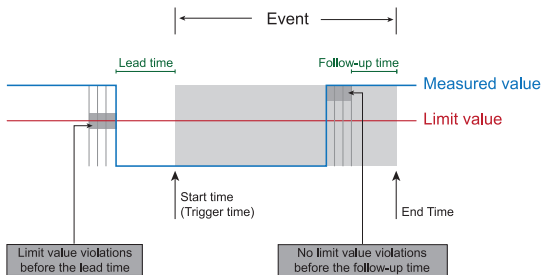 Event
Lead time
Follow-up time
Measured value
Limit value
Start time
(Trigger time)
End Time
Limit value violations
before the lead time
No limit value violations
before the follow-up time